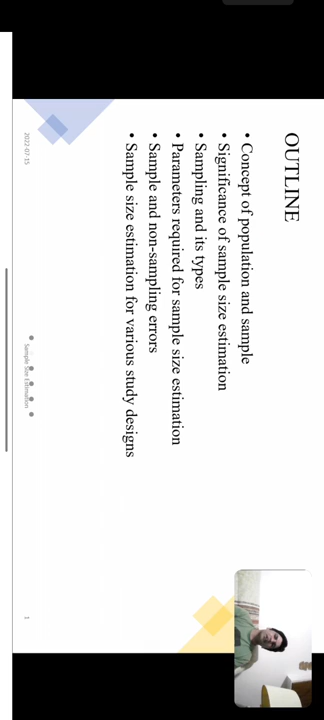 OUTLINE
• Concept of population and sample
• Significance of sample size estimation
• Sampling and its types
• Parameters required for sample size estimation
• Sample and non-sampling errors
• Sample size estimation for various study designs
2022-07-15
Sample Size Estimation
1